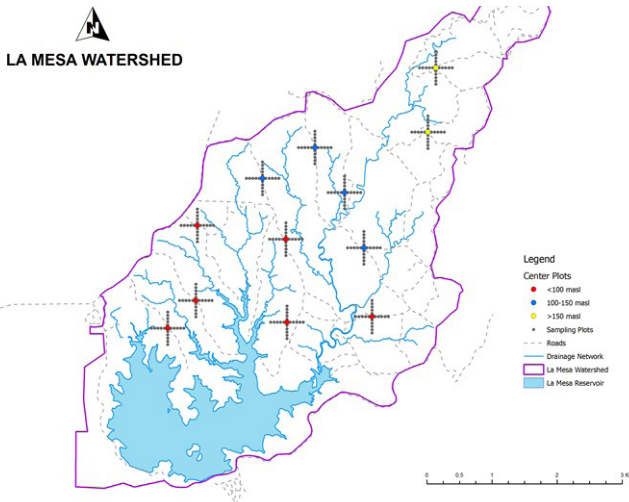 N
LA MESA WATERSHED
Legend
Center Plots
<100 masl
100-150 masl
>150 masl
Sampling Plots
Roads
Drainage Network
La Mesa Watershed
La Mesa Reservoir
0 0.5 1 2 3